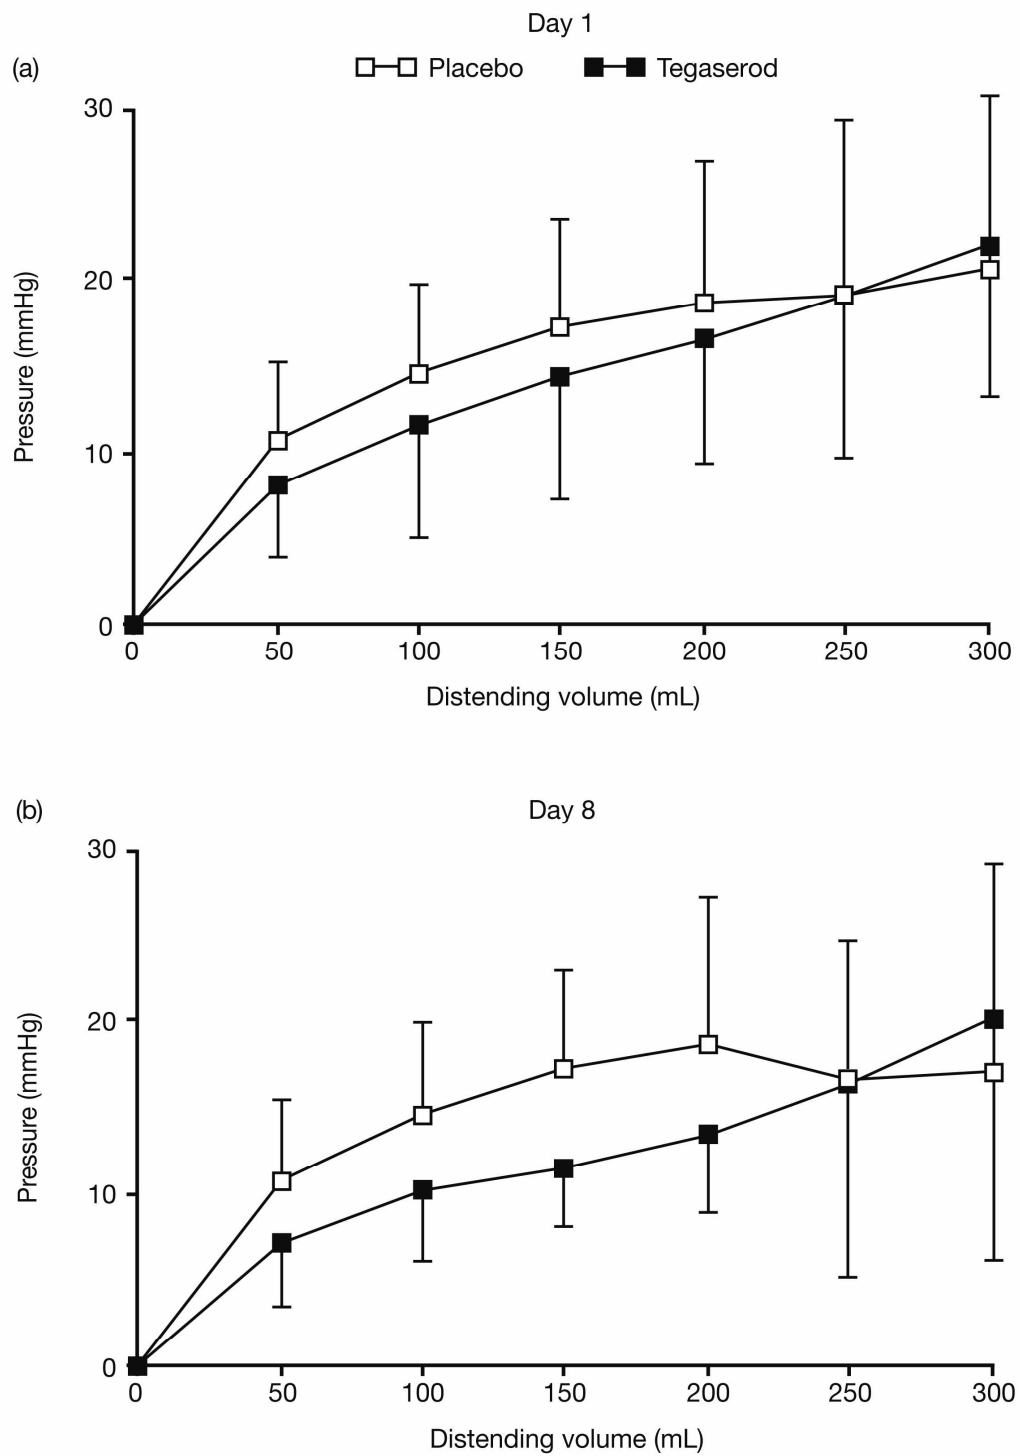 Day 1
(a)
Placebo Tegaserod
30
20
10
0
Pressure (mmHg)
0 50 100 150 200 250 300
Distending volume (mL)
(b)
Day 8
30
20
10
0
Pressure (mmHg)
0 50 100 150 200 250 300
Distending volume (mL)